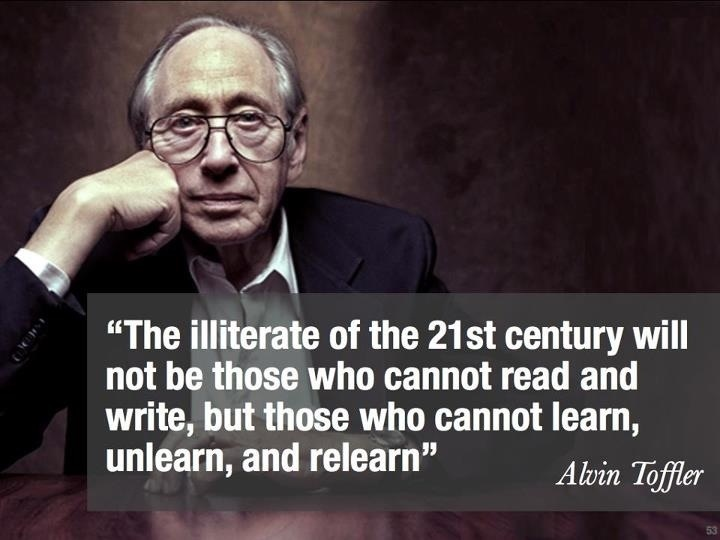 “The illiterate of the 21st century will
not be those who cannot read and
write, but those who cannot learn,
unlearn, and relearn”
Alvin Toffler
53